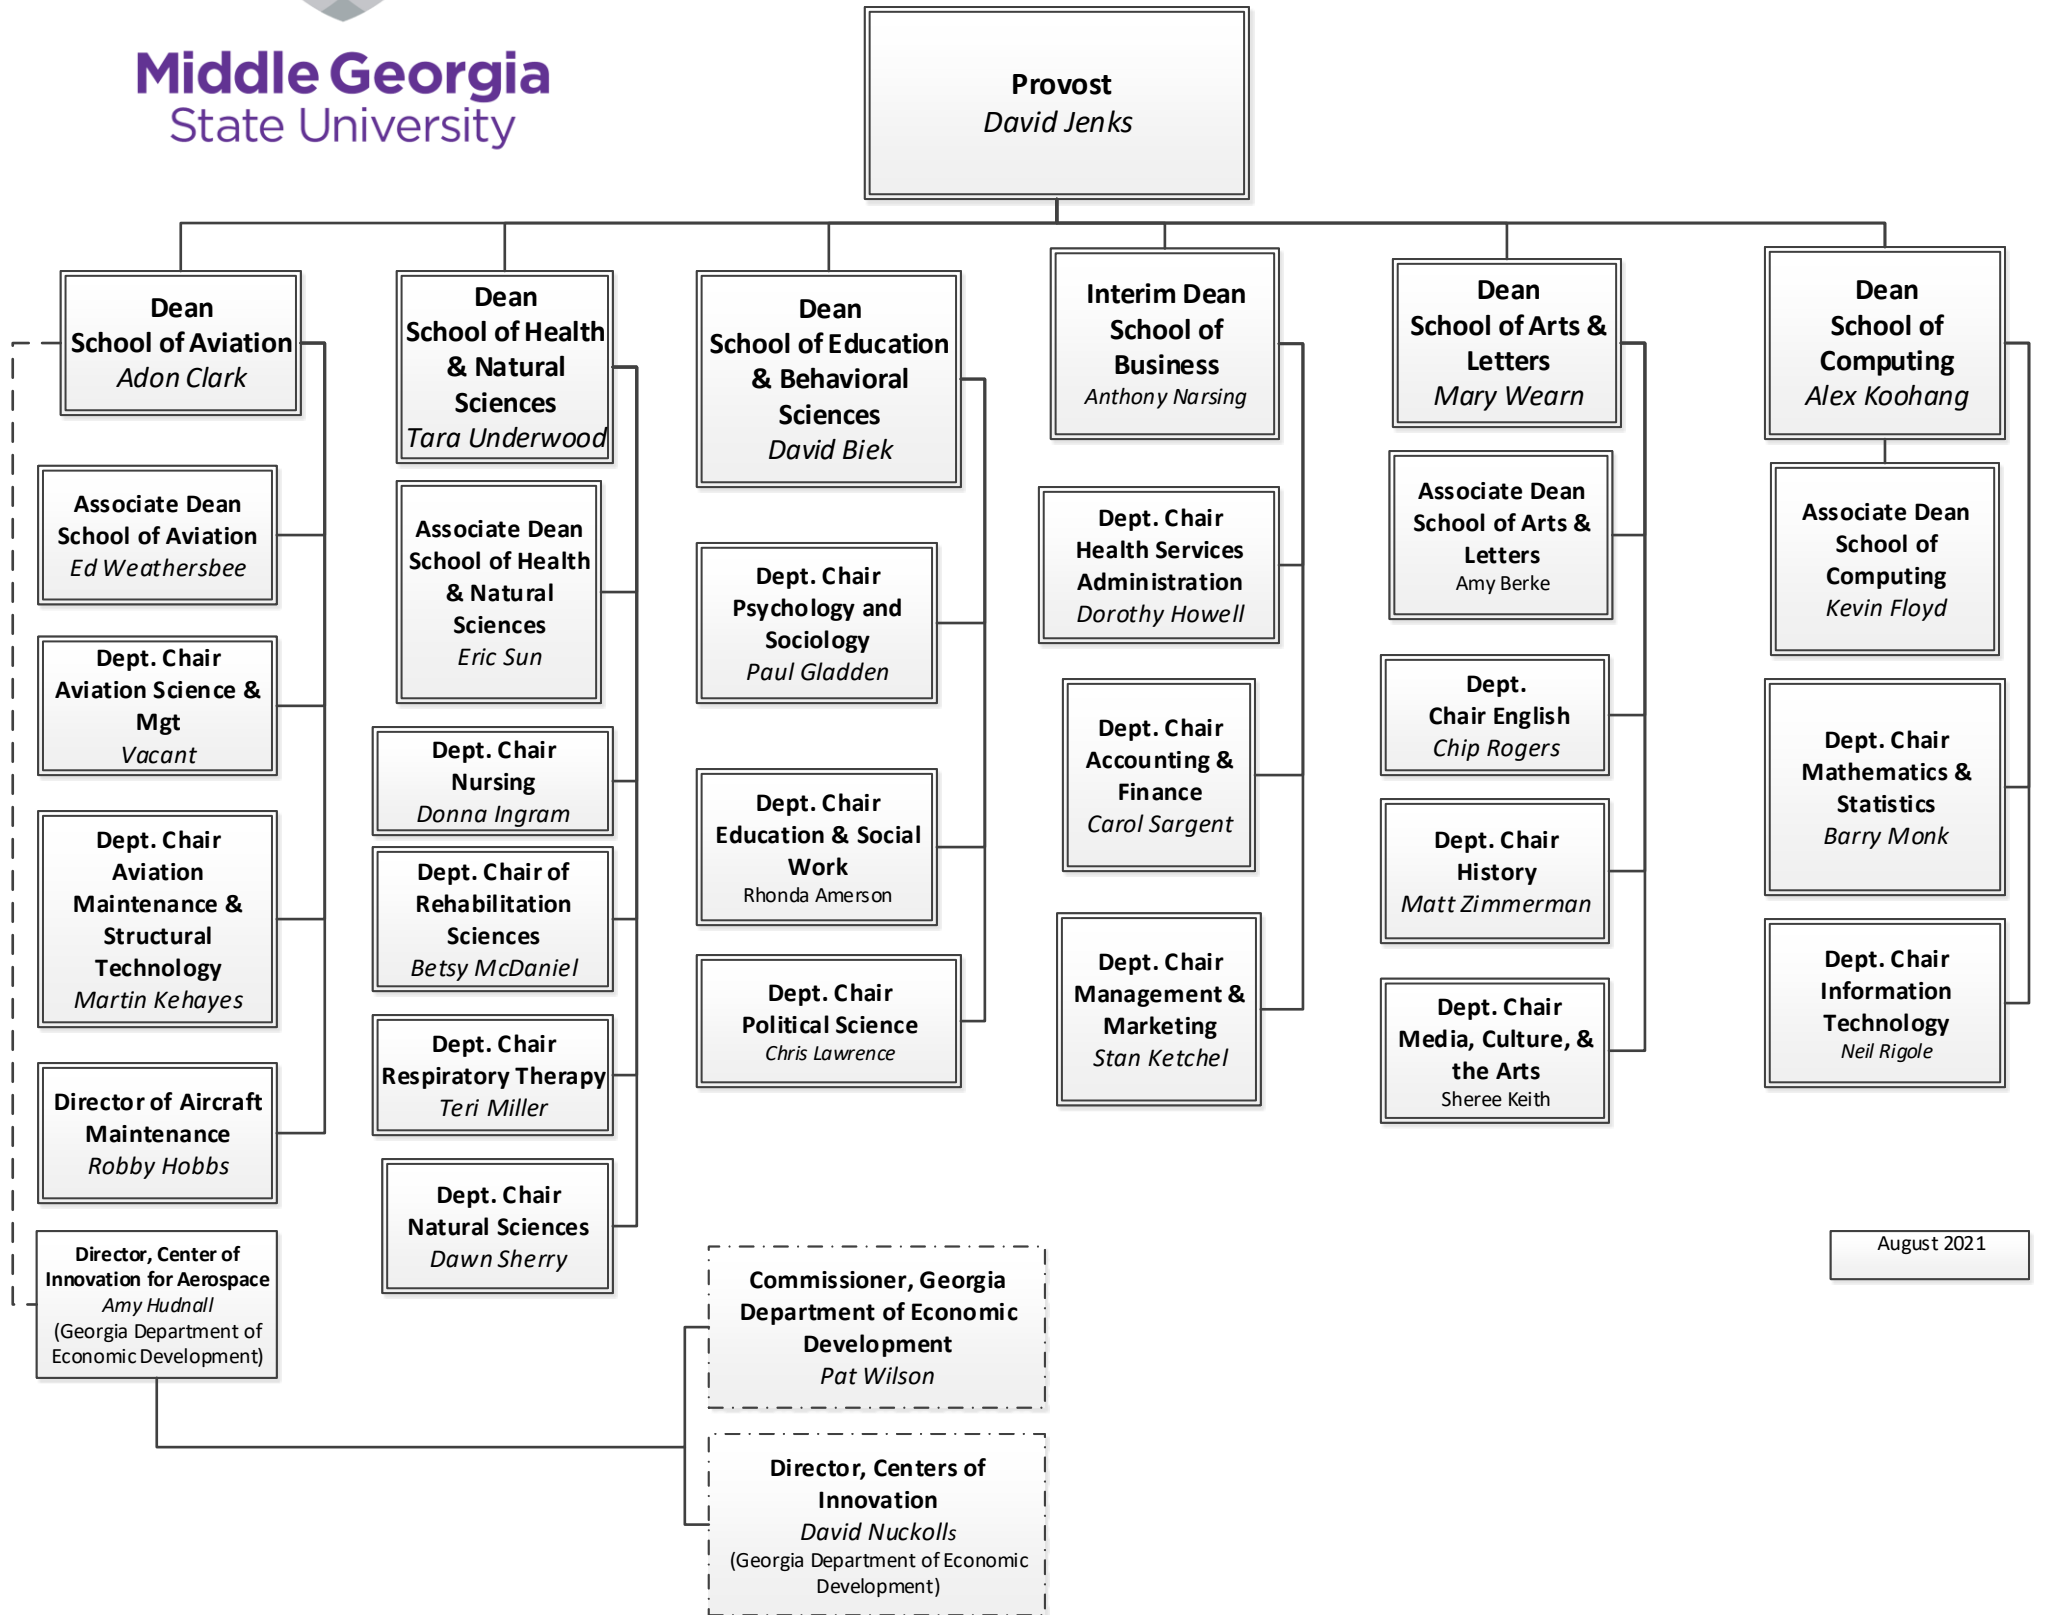 Middle Georgia
State University
Provost
David Jenks
Dean
School of Aviation
Adon Clark
Associate Dean
School of Aviation
Ed Weathersbee
Dept. Chair
Aviation Science &
Mgt
Vacant
Dept. Chair
Aviation
Maintenance &
Structural
Technology
Martin Kehayes
Director of Aircraft
Maintenance
Robby Hobbs
Director, Center of
Innovation for Aerospace
Amy Hudnall
(Georgia Department of
Economic Development)
Dean
School of Health
& Natural
Sciences
Tara Underwood
Associate Dean
School of Health
& Natural
Sciences
Eric Sun
Dept. Chair
Nursing
Donna Ingram
Dept. Chair of
Rehabilitation
Sciences
Betsy McDaniel
Dept. Chair
Respiratory Therapy
Teri Miller
Dept. Chair
Natural Sciences
Dawn Sherry
Dean
School of Education
& Behavioral
Sciences
David Biek
Dept. Chair
Psychology and
Sociology
Paul Gladden
Dept. Chair
Education & Social
Work
Rhonda Amerson
Dept. Chair
Political Science
Chris Lawrence
Interim Dean
School of
Business
Anthony Narsing
Dept. Chair
Health Services
Administration
Dorothy Howell
Dept. Chair
Accounting &
Finance
Carol Sargent
Dept. Chair
Management &
Marketing
Stan Ketchel
Dean
School of Arts &
Letters
Mary Wearn
Associate Dean
School of Arts &
Letters
Amy Berke
Dept.
Chair English
Chip Rogers
Dept. Chair
History
Matt Zimmerman
Dept. Chair
Media, Culture, &
the Arts
Sheree Keith
Dean
School of
Computing
Alex Koohang
Associate Dean
School of
Computing
Kevin Floyd
Dept. Chair
Mathematics &
Statistics
Barry Monk
Dept. Chair
Information
Technology
Neil Rigole
Commissioner, Georgia
Department of Economic
Development
Pat Wilson
Director, Centers of
Innovation
David Nuckolls
(Georgia Department of Economic
Development)
August 2021